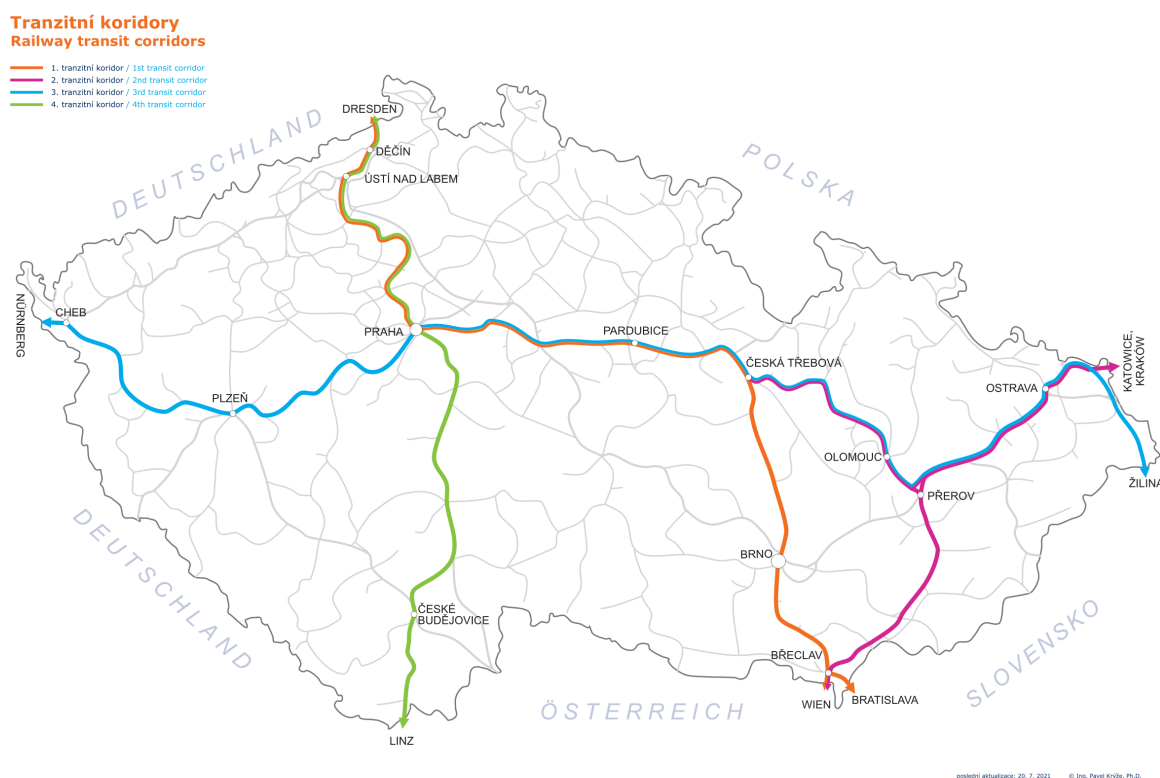 Tranzitní koridory
Railway transit corridors
1. tranzitní koridor / 1st transit corridor
2. tranzitní koridor / 2nd transit corridor
3. tranzitní koridor / 3rd transit corridor
4. tranzitní koridor / 4th transit corridor
DRESDEN
DEUTSCHLAND
DĚČÍN
POLSKA
ÚSTÍ NAD LABEM
NÜRNBERG
CHEB
PRAHA
PARDUBICE
KATOWICE,
KRAKÓW
ČESKÁ TŘEBOVÁ
OSTRAVA
PLZEŇ
OLOMOUC
ŽILINA
PŘEROV
DEUTSCHLAND
BRNO
ČESKÉ
BUDĚJOVICE
SLOVENSKO
BŘECLAV
WIEN
BRATISLAVA
ÖSTERREICH
LINZ
poslední aktualizace: 20. 7. 2021
© Ing. Pavel Krýže, Ph.D.